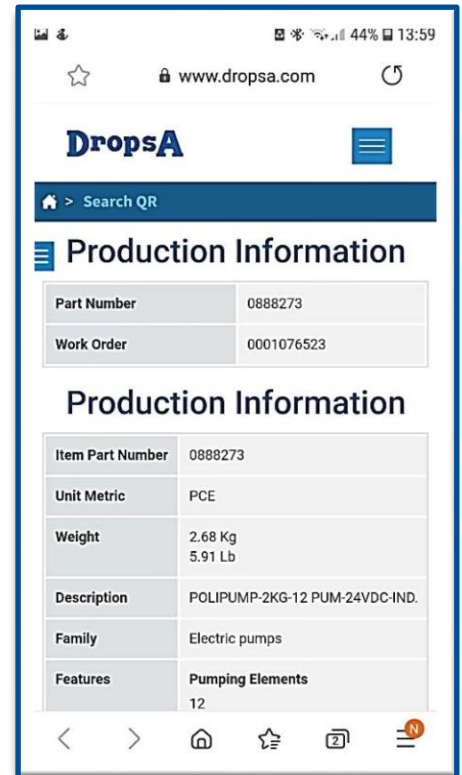 44% 13:59
www.dropsa.com
DropsA
> Search QR
Production Information
Part Number 0888273
Work Order 0001076523
Production Information
Item Part Number 0888273
Unit Metric PCE
Weight 2.68 Kg
5.91 Lb
Description POLIPUMP-2KG-12 PUM-24VDC-IND.
Family Electric pumps
Features Pumping Elements
12
2 N